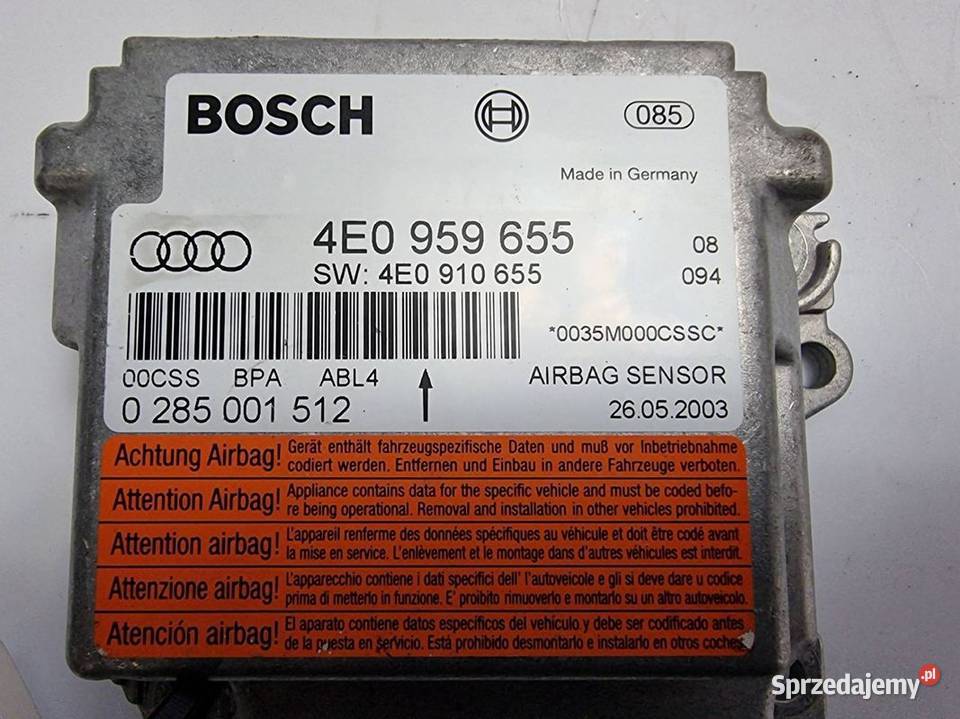 BOSCH
085
Made in Germany
4E0 959 655
08
SW: 4E0 910 655
094
*0035M000CSSC*
00CSS BPA ABL4
AIRBAG SENSOR
0 285 001 512
26.05.2003
Achtung Airbag! Gerät enthält fahrzeugspezifische Daten und muß vor Inbetriebnahme
codiert werden. Entfernen und Einbau in andere Fahrzeuge verboten.
Attention Airbag! Appliance contains data for the specific vehicle and must be coded befo-
re being operational. Removal and installation in other vehicles prohibited.
Attention airbag! L'appareil renferme des données spécifiques au véhicule et doit être codé avant
la mise en service. L'enlèvement et le montage dans d'autres véhicules est interdit.
Attenzione airbag! L'apparecchio contiene i dati specifici dell' l'autoveicole e gli si deve dare u codice
prima di metterlo in funzione. E' proibito rimuoverlo e montarlo su un altro autoveicolo.
Atención airbag! El aparato contiene datos específicos del vehículo y debe ser codificado antes
de la puesta en servicio. Está prohibido desmontarlo e instalarlo en otros coches.
Sprzedajemy.pl